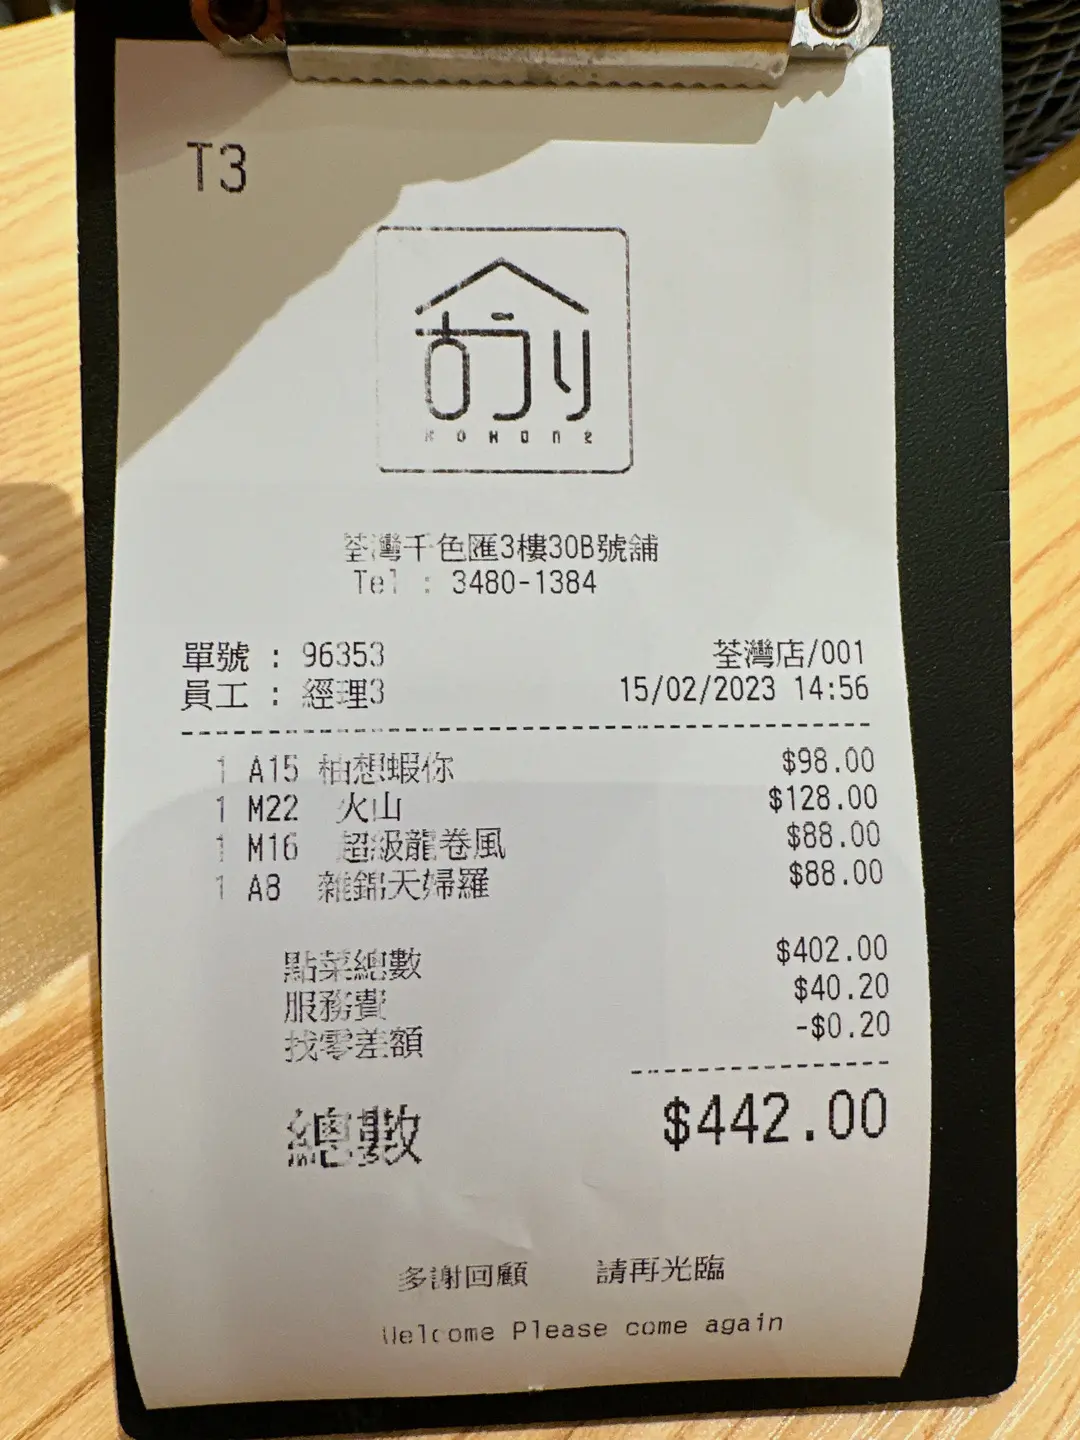 T3
荃灣千色匯3樓30B號舖
Tel : 3480-1384
單號 : 96353 荃灣店/001
員工 : 經理3 15/02/2023 14:56
1 A15 柚想蝦你 $98.00
1 M22 火山 $128.00
1 M16 超級龍卷風 $88.00
1 A8 雜錦天婦羅 $88.00
點菜總數 $402.00
服務費 $40.20
找零差額 -$0.20
總數 $442.00
多謝回顧 請再光臨
Welcome Please come again